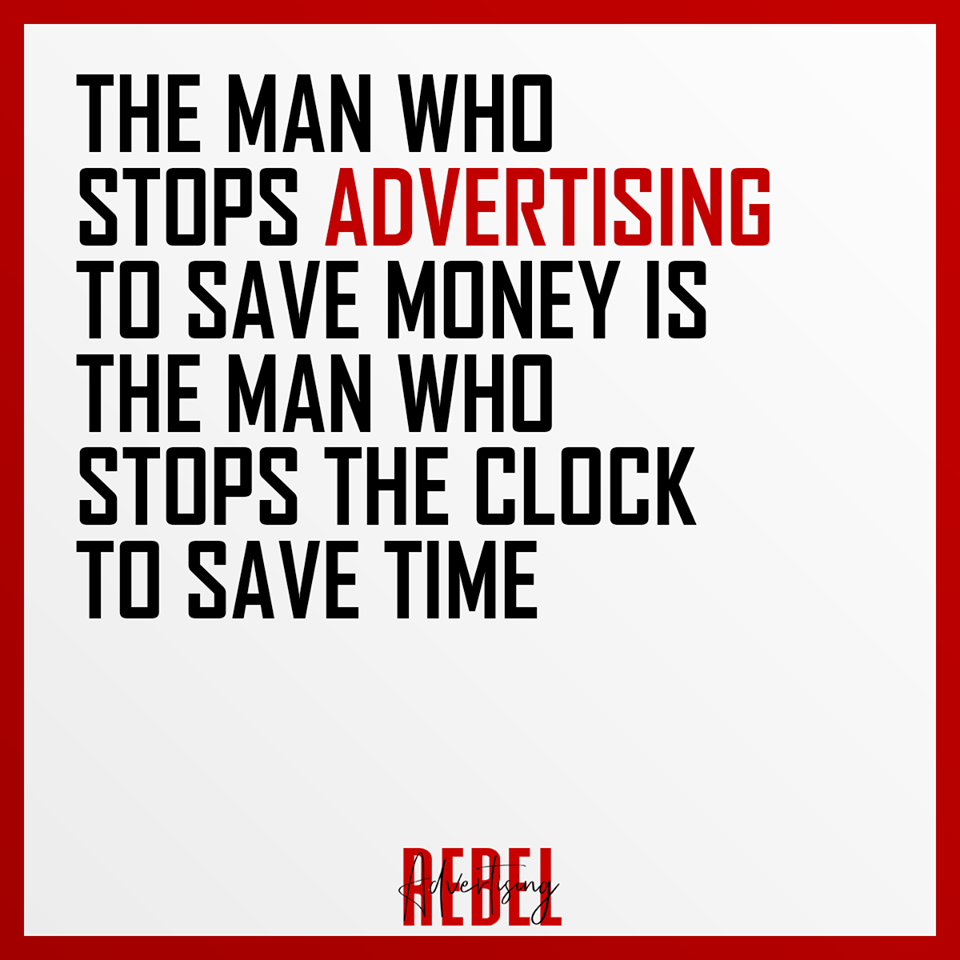 THE MAN WHO
STOPS ADVERTISING
TO SAVE MONEY IS
THE MAN WHO
STOPS THE CLOCK
TO SAVE TIME
REBEL
Advertising